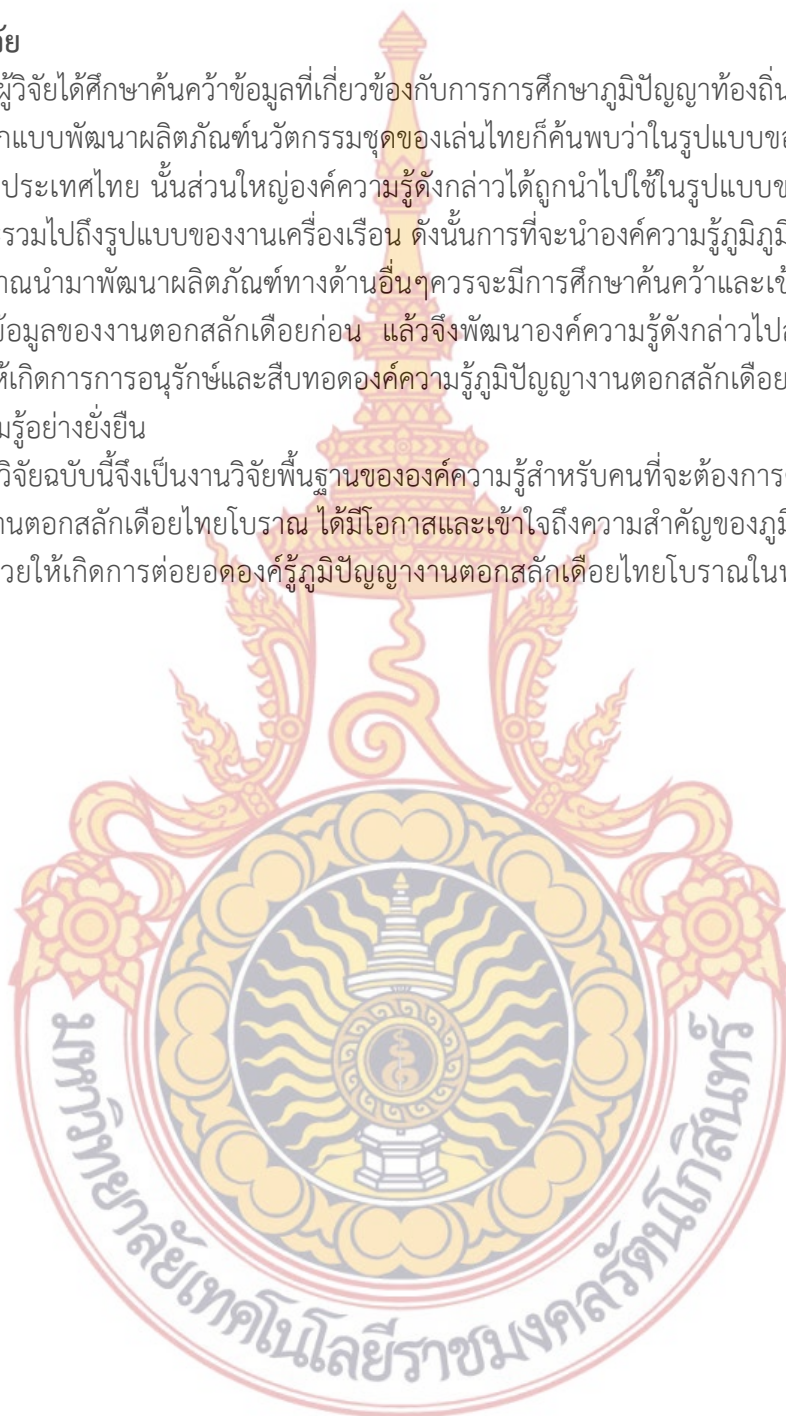 วัย
ผู้วิจัยได้ศึกษาค้นคว้าข้อมูลที่เกี่ยวข้องกับการการศึกษาภูมิปัญญาท้องถิ่น
กแบบพัฒนาผลิตภัณฑ์นวัตกรรมชุดของเล่นไทยก็ค้นพบว่าในรูปแบบขอ
ประเทศไทย นั้นส่วนใหญ่องค์ความรู้ดังกล่าวได้ถูกนำไปใช้ในรูปแบบข
รวมไปถึงรูปแบบของงานเครื่องเรือน ดังนั้นการที่จะนำองค์ความรู้ภูมิภูมิ
าณนำมาพัฒนาผลิตภัณฑ์ทางด้านอื่นๆควรจะมีการศึกษาค้นคว้าและเข้
ข้อมูลของงานตอกสลักเดือยก่อน แล้วจึงพัฒนาองค์ความรู้ดังกล่าวไปส
ห้เกิดการการอนุรักษ์และสืบทอดองค์ความรู้ภูมิปัญญางานตอกสลักเดือย
มรู้อย่างยั่งยืน
วิจัยฉบับนี้จึงเป็นงานวิจัยพื้นฐานขององค์ความรู้สำหรับคนที่จะต้องการ
านตอกสลักเดือยไทยโบราณ ได้มีโอกาสและเข้าใจถึงความสำคัญของภูมิ
วยให้เกิดการต่อยอดองค์รู้ภูมิปัญญางานตอกสลักเดือยไทยโบราณใน
มหาวิทยาลัยเทคโนโลยีราชมงคลรัตนโกสินทร์